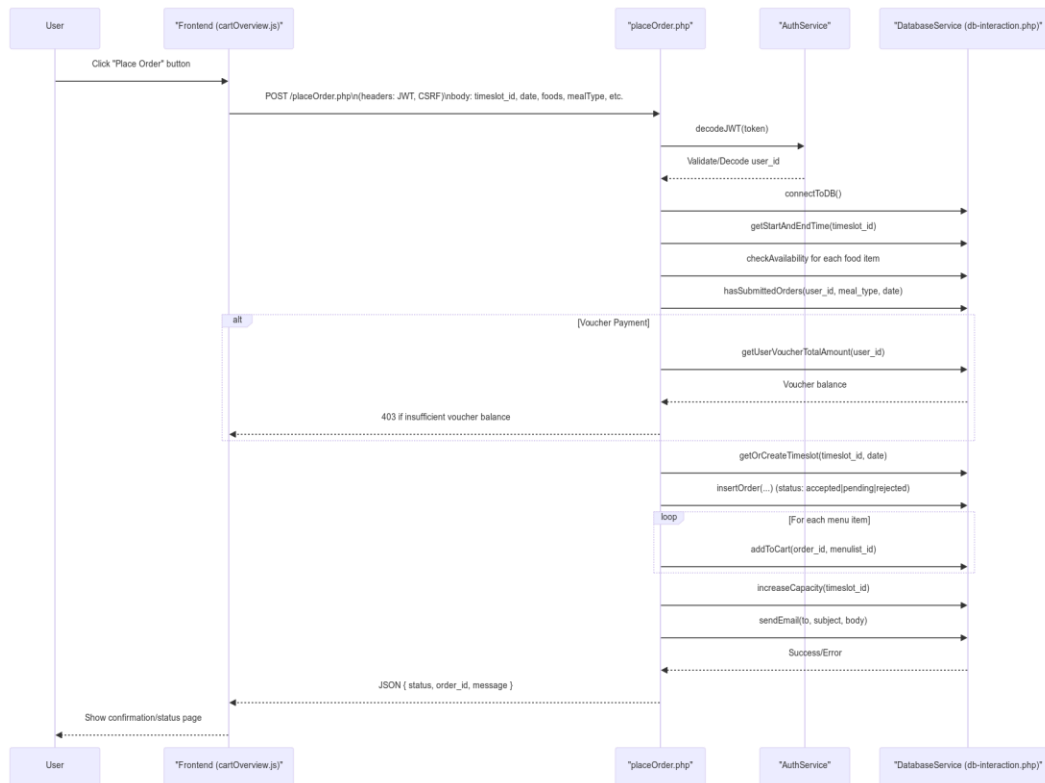 User
"Frontend (cartOverview.js)"
"placeOrder.php"
"AuthService"
"DatabaseService (db-interaction.php)"
Click "Place Order" button
POST /placeOrder.php\n(headers: JWT, CSRF)\nbody: timeslot_id, date, foods, mealType, etc.
decodeJWT(token)
Validate/Decode user_id
connectToDB()
getStartAndEndTime(timeslot_id)
checkAvailability for each food item
hasSubmittedOrders(user_id, meal_type, date)
alt
[Voucher Payment]
getUserVoucherTotalAmount(user_id)
Voucher balance
403 if insufficient voucher balance
getOrCreateTimeslot(timeslot_id, date)
insertOrder(...) (status: accepted|pending|rejected)
loop
[For each menu item]
addToCart(order_id, menulist_id)
increaseCapacity(timeslot_id)
sendEmail(to, subject, body)
Success/Error
JSON { status, order_id, message }
Show confirmation/status page
User
"Frontend (cartOverview.js)"
"placeOrder.php"
"AuthService"
"DatabaseService (db-interaction.php)"